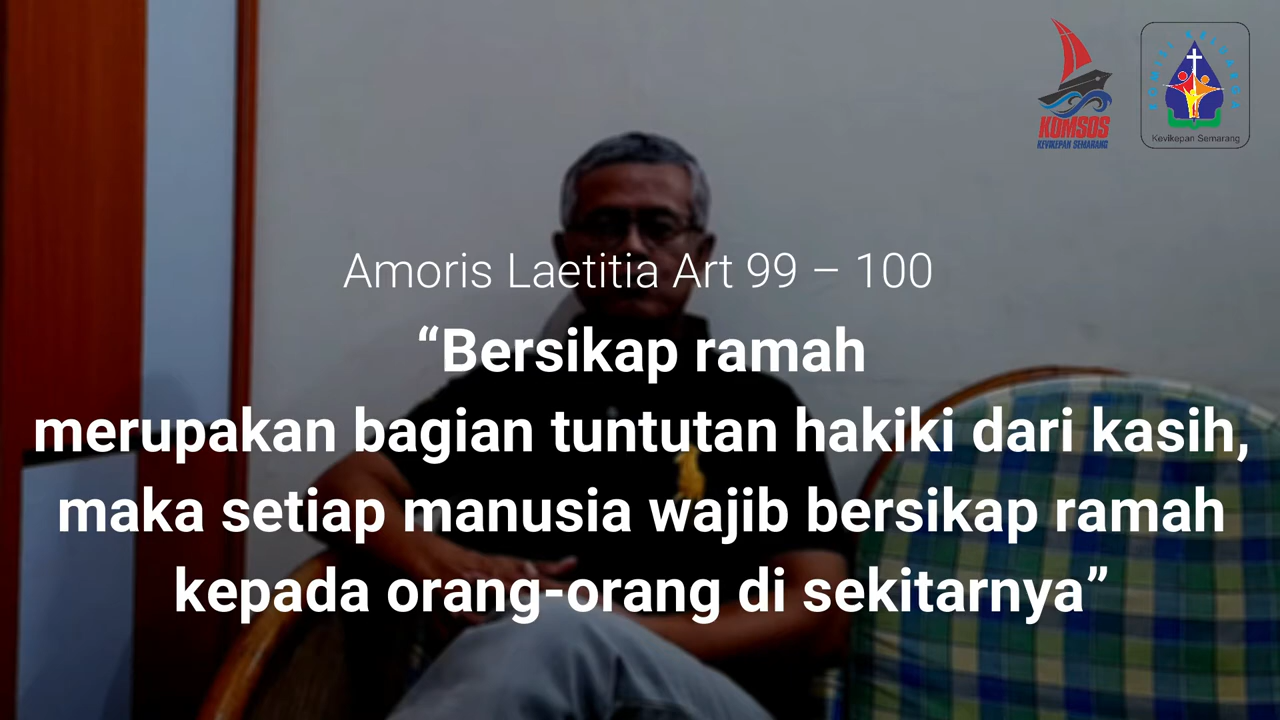 KOMSOS
KEVIKEPAN SEMARANG
Kevikepan Semarang
Amoris Laetitia Art 99 – 100
“Bersikap ramah
merupakan bagian tuntutan hakiki dari kasih,
maka setiap manusia wajib bersikap ramah
kepada orang-orang di sekitarnya”